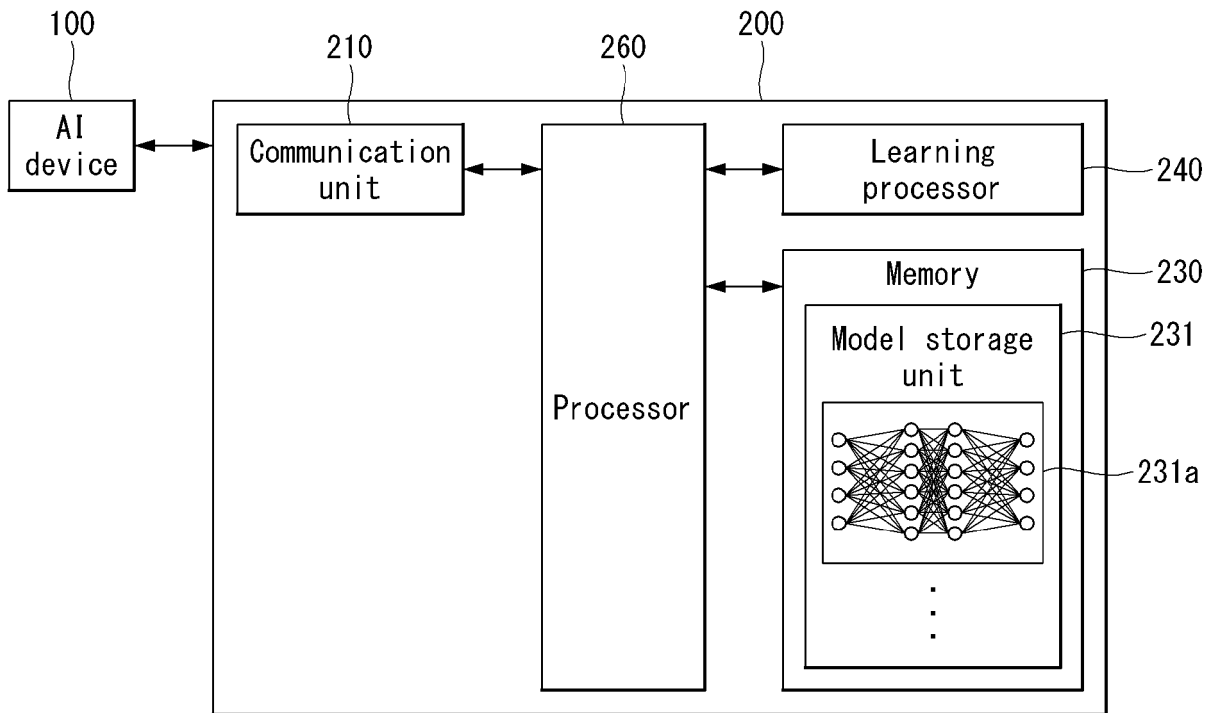 100
210
260
200
AI
device
Communication
unit
Learning
processor
240
Memory
230
Model storage
unit
231
Processor
231a